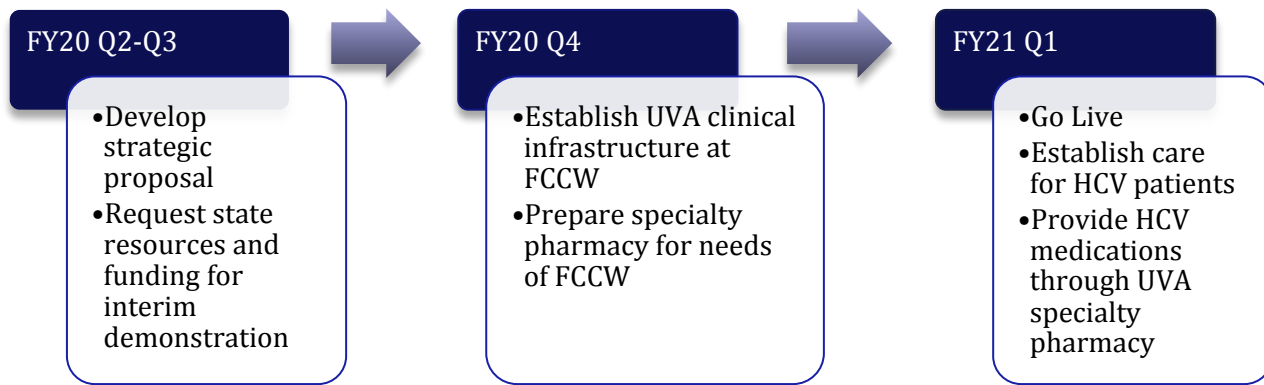 FY20 Q2-Q3
•Develop
strategic
proposal
•Request state
resources and
funding for
interim
demonstration
FY20 Q4
•Establish UVA clinical
infrastructure at
FCCW
•Prepare specialty
pharmacy for needs
of FCCW
FY21 Q1
•Go Live
•Establish care
for HCV patients
•Provide HCV
medications
through UVA
specialty
pharmacy